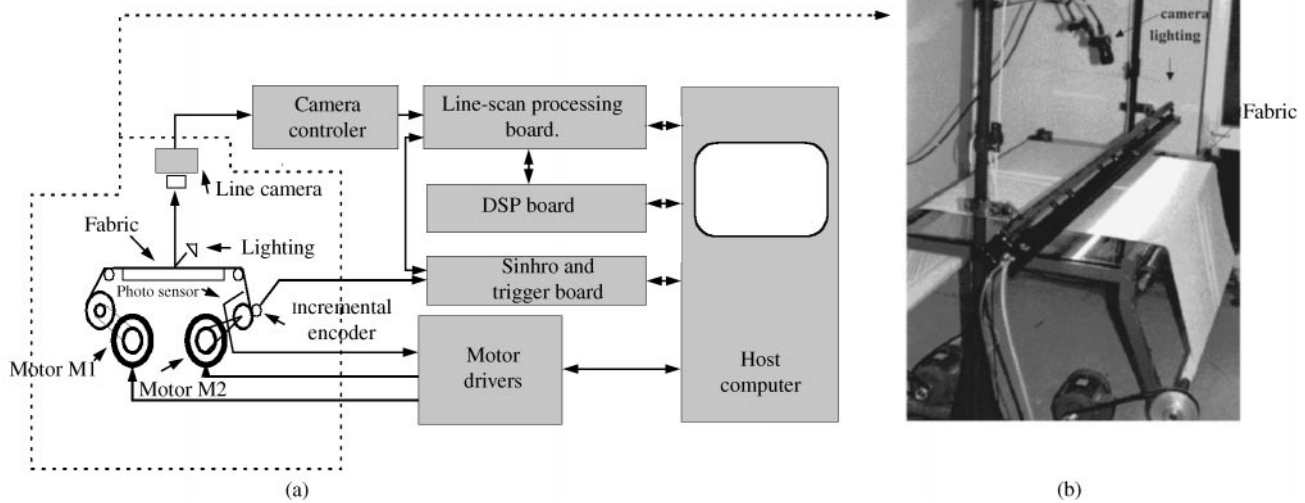 Camera
controler
Line-scan processing
board.
Line camera
DSP board
Fabric
Lighting
Photo sensor
Sinhro and
trigger board
Incremental
encoder
Motor M1
Motor M2
Motor
drivers
Host
computer
(a)
camera
lighting
Fabric
(b)